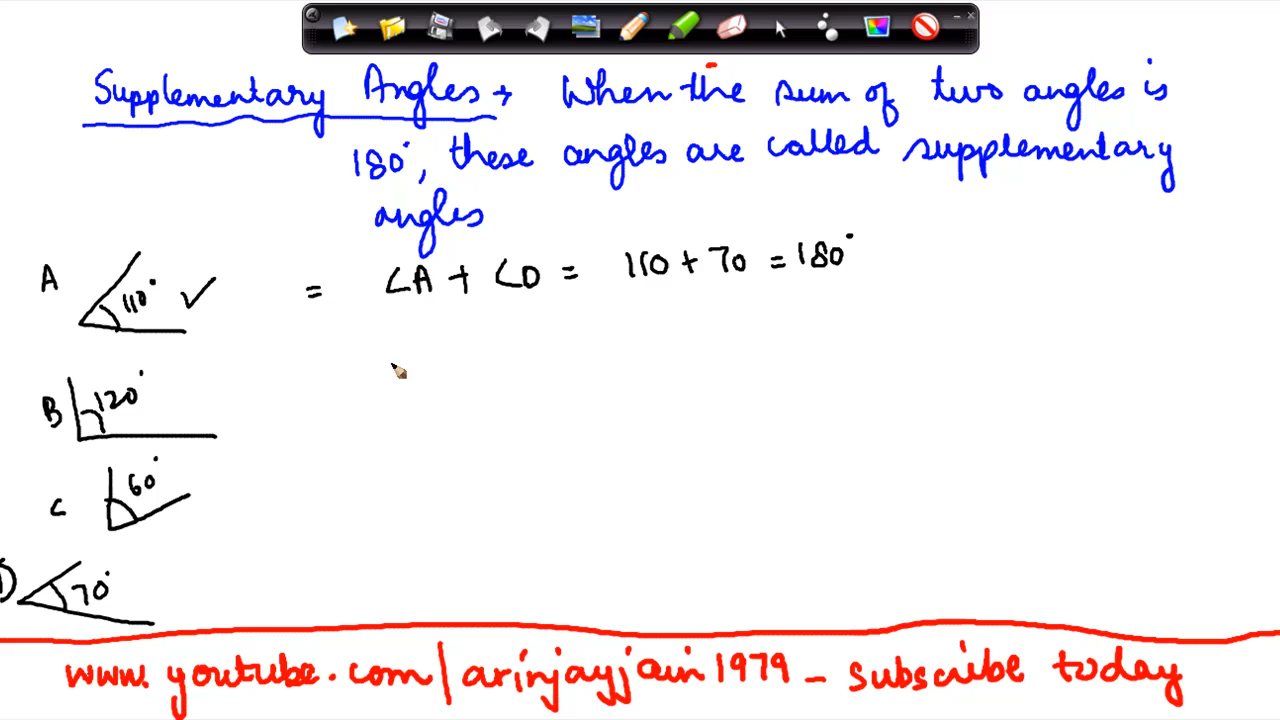 Supplementary Angles → When the sum of two angles is
180°, these angles are called supplementary
angles
A 110° ✓ = ∠A + ∠D = 110 + 70 = 180°
B 120°
C 60°
D 70°
www.youtube.com/arinjayjain1979 - subscribe today